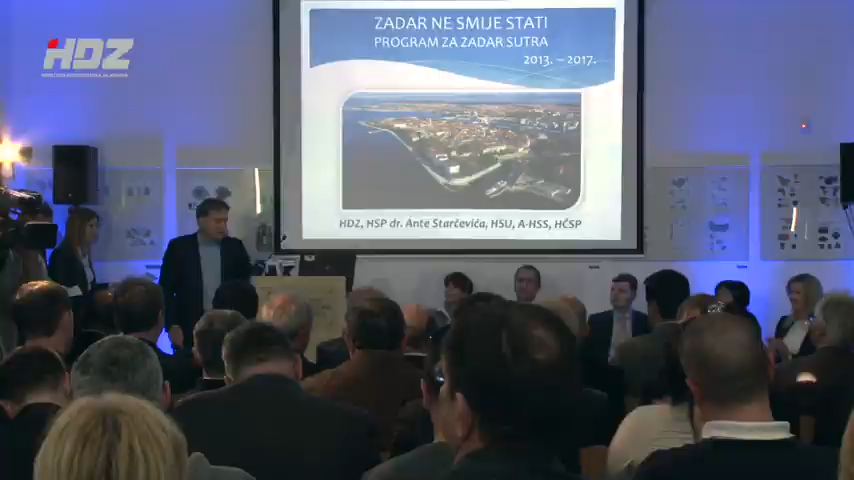 HDZ
ZADAR NE SMIJE STATI
PROGRAM ZA ZADAR SUTRA
2013. – 2017.
HDZ, HSP dr. Ante Starčevića, HSU, A-HSS, HČSP